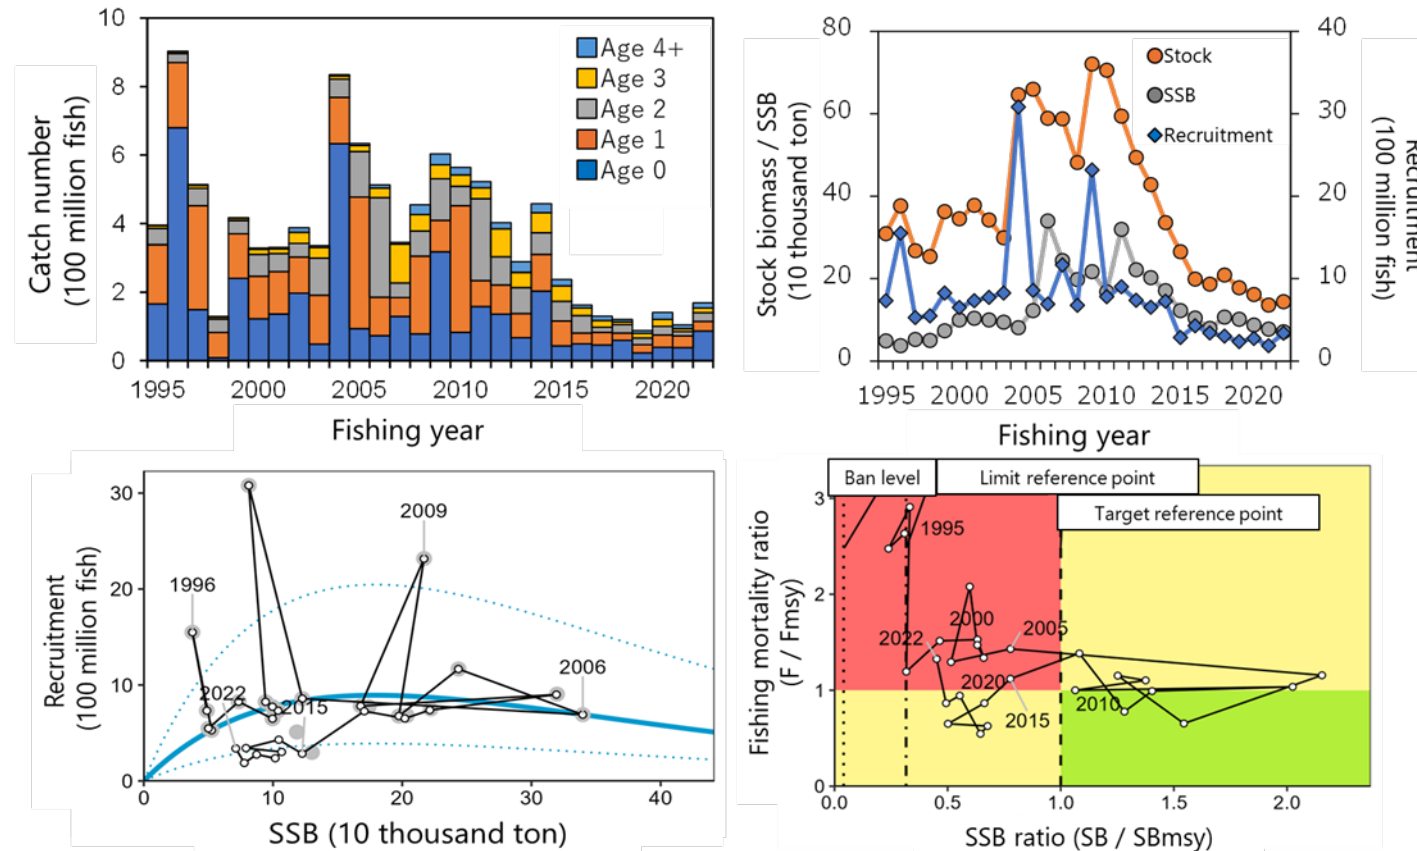 10
8
6
4
2
0
Catch number
(100 million fish)
Age 4+
Age 3
Age 2
Age 1
Age 0
1995
2000
2005
2010
2015
2020
Fishing year
80
60
40
20
0
Stock biomass / SSB
(10 thousand ton)
Stock
SSB
Recruitment
40
30
20
10
0
Recruitment
(100 million fish)
1995
2000
2005
2010
2015
2020
Fishing year
30
20
10
0
Recruitment
(100 million fish)
1996
2009
2006
2022
2015
0
10
20
30
40
SSB (10 thousand ton)
Ban level
Limit reference point
Target reference point
3
2
1
0
Fishing mortality ratio
(F / Fmsy)
1995
2000
2005
2022
2020
2010
2015
0.0
0.5
1.0
1.5
2.0
SSB ratio (SB / SBmsy)